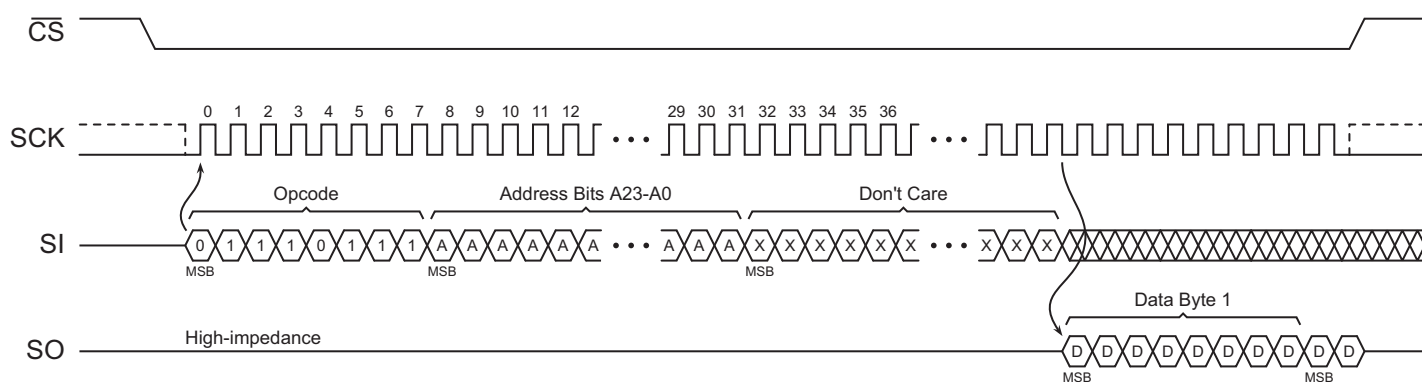 CS
0 1 2 3 4 5 6 7 8 9 10 11 12 29 30 31 32 33 34 35 36
SCK
Opcode Address Bits A23-A0 Don't Care
SI 0 1 1 1 0 1 1 1 A A A A A A A A A X X X X X X X X X
MSB MSB MSB
Data Byte 1
High-impedance
SO D D D D D D D D D D
MSB MSB